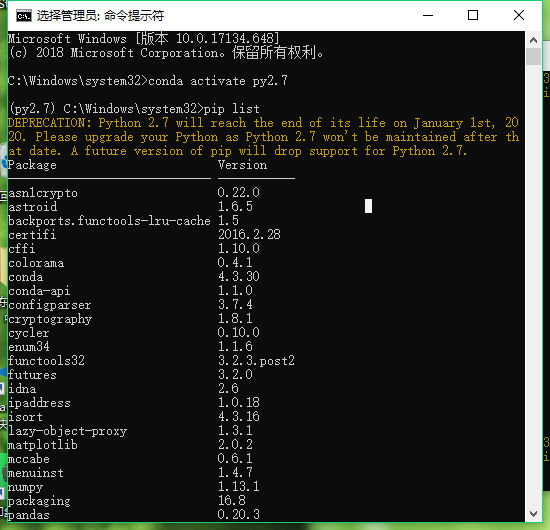 选择管理员: 命令提示符
Microsoft Windows [版本 10.0.17134.648]
(c) 2018 Microsoft Corporation。保留所有权利。
C:\Windows\system32>conda activate py2.7
(py2.7) C:\Windows\system32>pip list
DEPRECATION: Python 2.7 will reach the end of its life on January 1st, 20
20. Please upgrade your Python as Python 2.7 won't be maintained after th
at date. A future version of pip will drop support for Python 2.7.
Package Version
asn1crypto 0.22.0
astroid 1.6.5
backports.functools-lru-cache 1.5
certifi 2016.2.28
cffi 1.10.0
colorama 0.4.1
conda 4.3.30
conda-api 1.1.0
configparser 3.7.4
cryptography 1.8.1
cycler 0.10.0
enum34 1.1.6
functools32 3.2.3.post2
futures 3.2.0
idna 2.6
ipaddress 1.0.18
isort 4.3.16
lazy-object-proxy 1.3.1
matplotlib 2.0.2
mccabe 0.6.1
menuinst 1.4.7
numpy 1.13.1
packaging 16.8
pandas 0.20.3